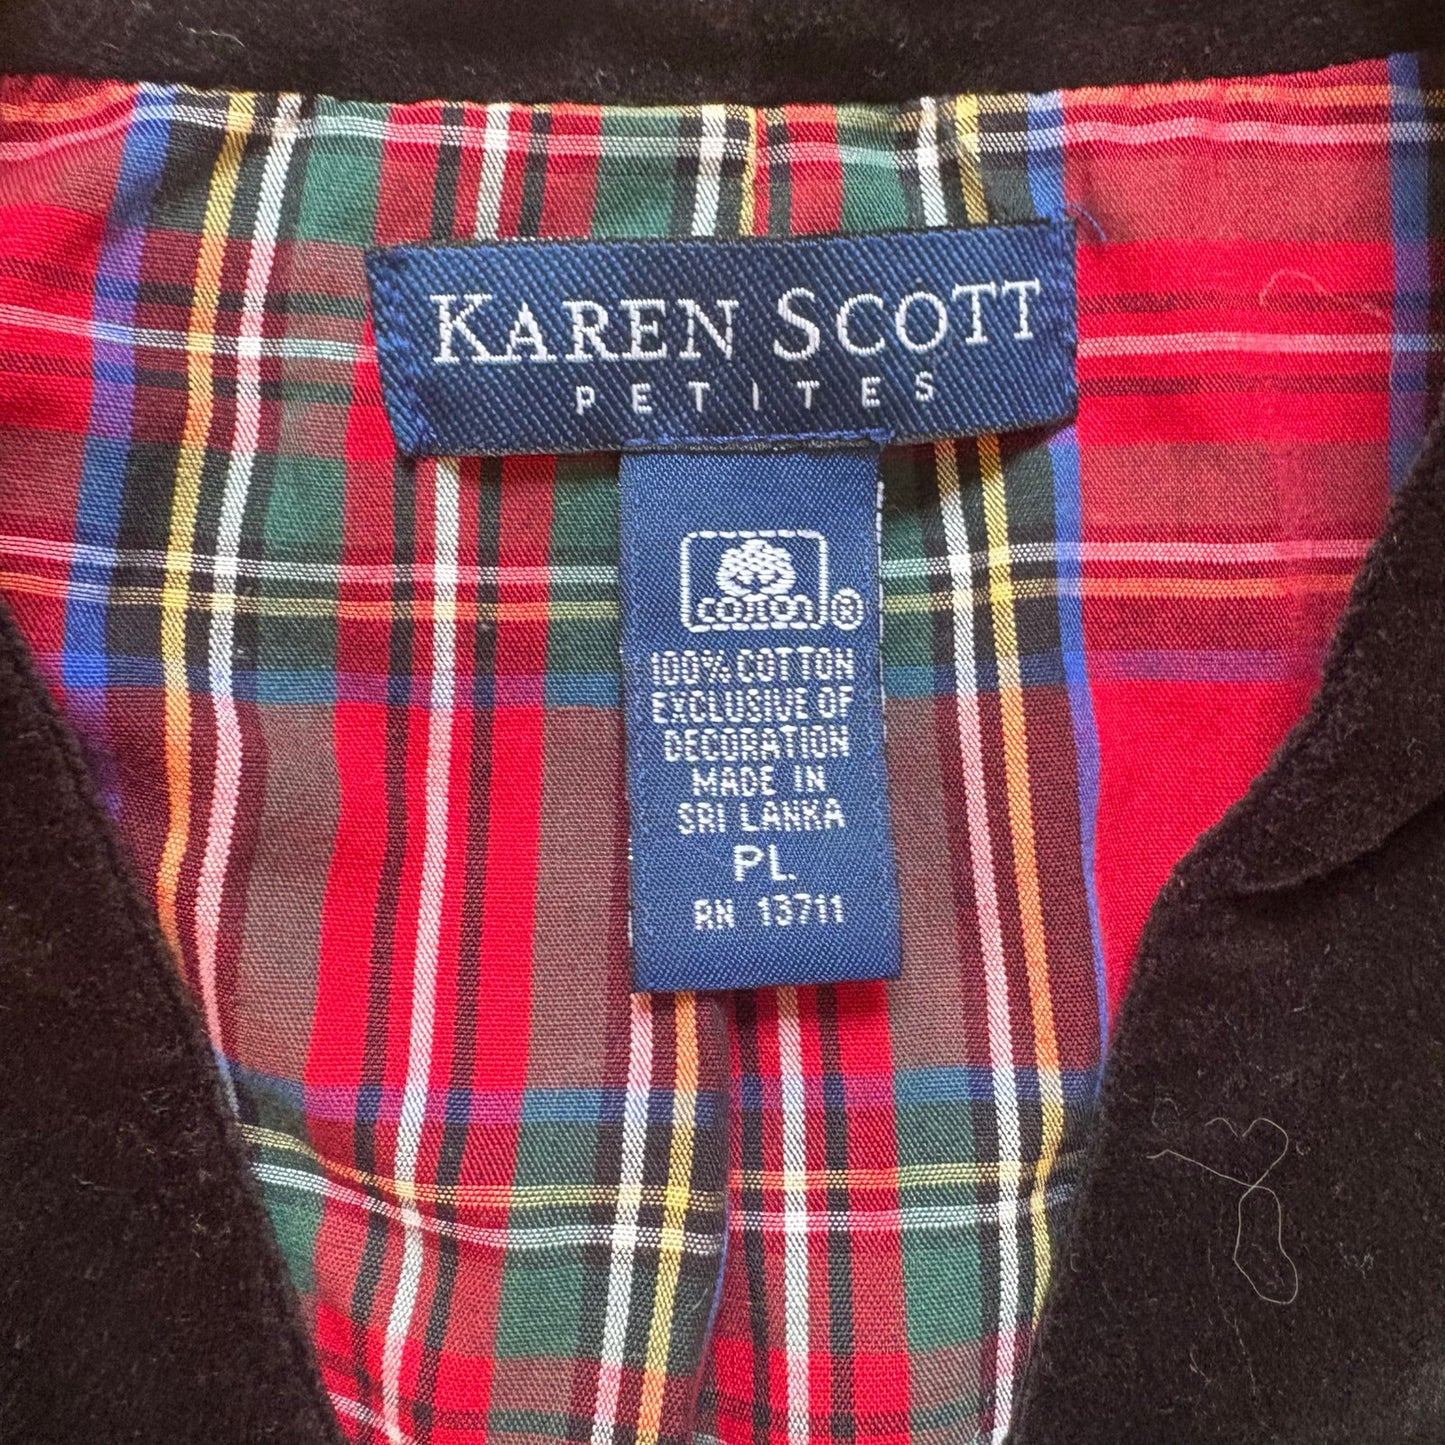 KAREN SCOTT
PETITES
cotton ®
100% COTTON
EXCLUSIVE OF
DECORATION
MADE IN
SRI LANKA
PL.
RN 13711